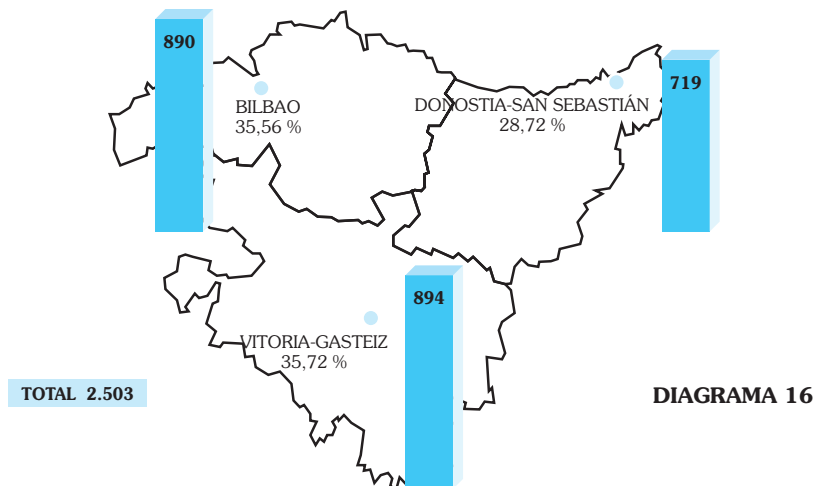 890
BILBAO
35,56 %
DONOSTIA-SAN SEBASTIÁN
28,72 %
719
894
VITORIA-GASTEIZ
35,72 %
TOTAL 2.503
DIAGRAMA 16